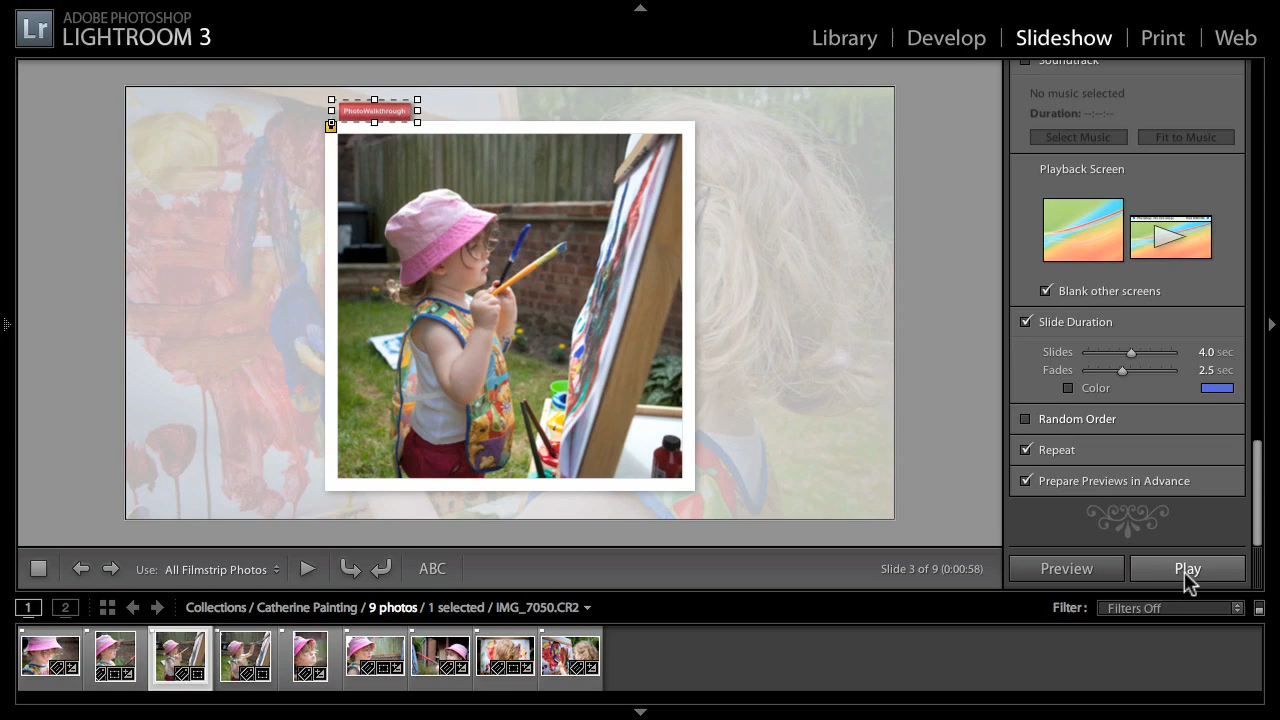 Lr
ADOBE PHOTOSHOP
LIGHTROOM 3
Library
Develop
Slideshow
Print
Web
PhotoWalkthrough
Soundtrack
No music selected
Duration: --:--:--
Select Music
Fit to Music
Playback Screen
Blank other screens
Slide Duration
Slides 4.0 sec
Fades 2.5 sec
Color
Random Order
Repeat
Prepare Previews in Advance
Preview
Play
Use: All Filmstrip Photos
ABC
Slide 3 of 9 (0:00:58)
1
2
Collections / Catherine Painting / 9 photos / 1 selected / IMG_7050.CR2
Filter: Filters Off